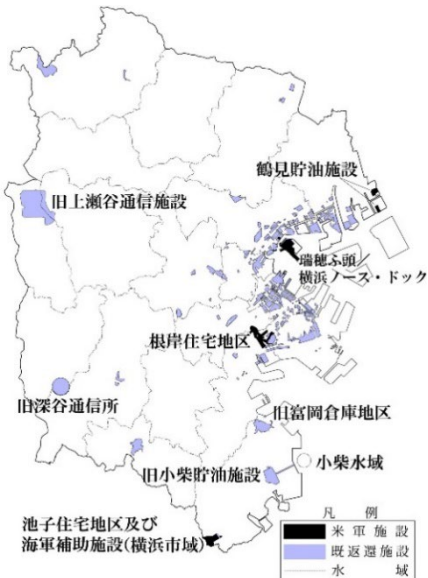 鶴見貯油施設
旧上瀬谷通信施設
瑞穂ふ頭
横浜ノース・ドック
根岸住宅地区
旧深谷通信所
旧富岡倉庫地区
小柴水域
旧小柴貯油施設
池子住宅地区及び
海軍補助施設(横浜市域)
凡 例
米軍施設
既返還施設
水 域